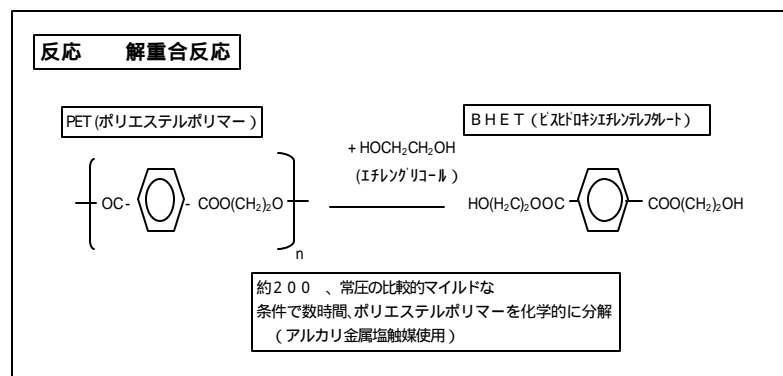 反応　　解重合反応
PET(ポリエステルポリマー)
BHET(ビスヒドロキシエチレンテレフタレート)
+ HOCH₂CH₂OH
(エチレングリコール)
OC- - COO(CH₂)₂O
n
HO(H₂C)₂OOC COO(CH₂)₂OH
約200　、常圧の比較的マイルドな
条件で数時間、ポリエステルポリマーを化学的に分解
(アルカリ金属塩触媒使用)